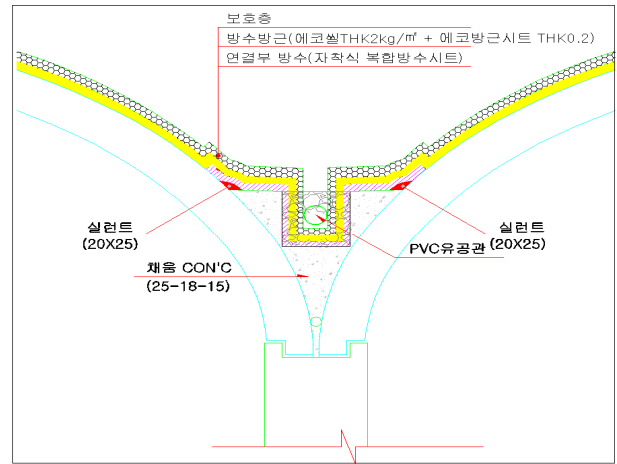 보호층
방수방근(에코씰THK2kg/㎡ + 에코방근시트 THK0.2)
연결부 방수(자착식 복합방수시트)
실런트
(20X25)
실런트
(20X25)
PVC유공관
채움 CON'C
(25-18-15)